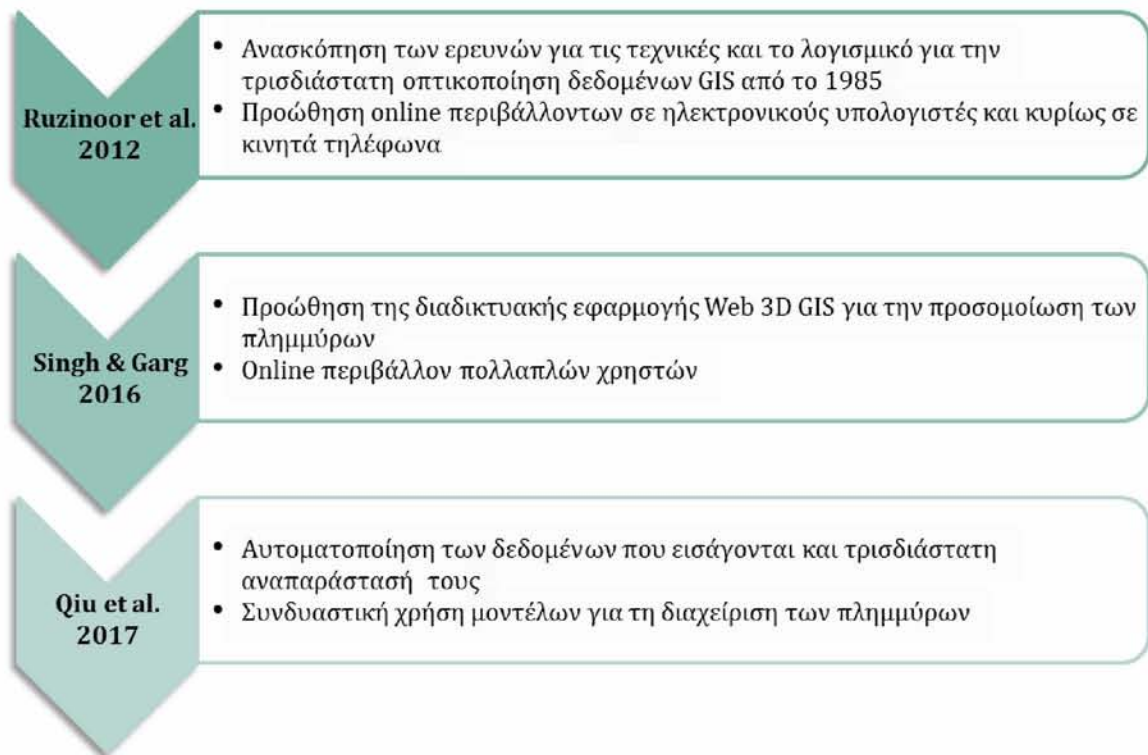 Ruzinoor et al.
2012
• Ανασκόπηση των ερευνών για τις τεχνικές και το λογισμικό για την
τρισδιάστατη οπτικοποίηση δεδομένων GIS από το 1985
• Προώθηση online περιβάλλοντων σε ηλεκτρονικούς υπολογιστές και κυρίως σε
κινητά τηλέφωνα
Singh & Garg
2016
• Προώθηση της διαδικτυακής εφαρμογής Web 3D GIS για την προσομοίωση των
πλημμύρων
• Online περιβάλλον πολλαπλών χρηστών
Qiu et al.
2017
• Αυτοματοποίηση των δεδομένων που εισάγονται και τρισδιάστατη
αναπαράστασή τους
• Συνδυαστική χρήση μοντέλων για τη διαχείριση των πλημμύρων